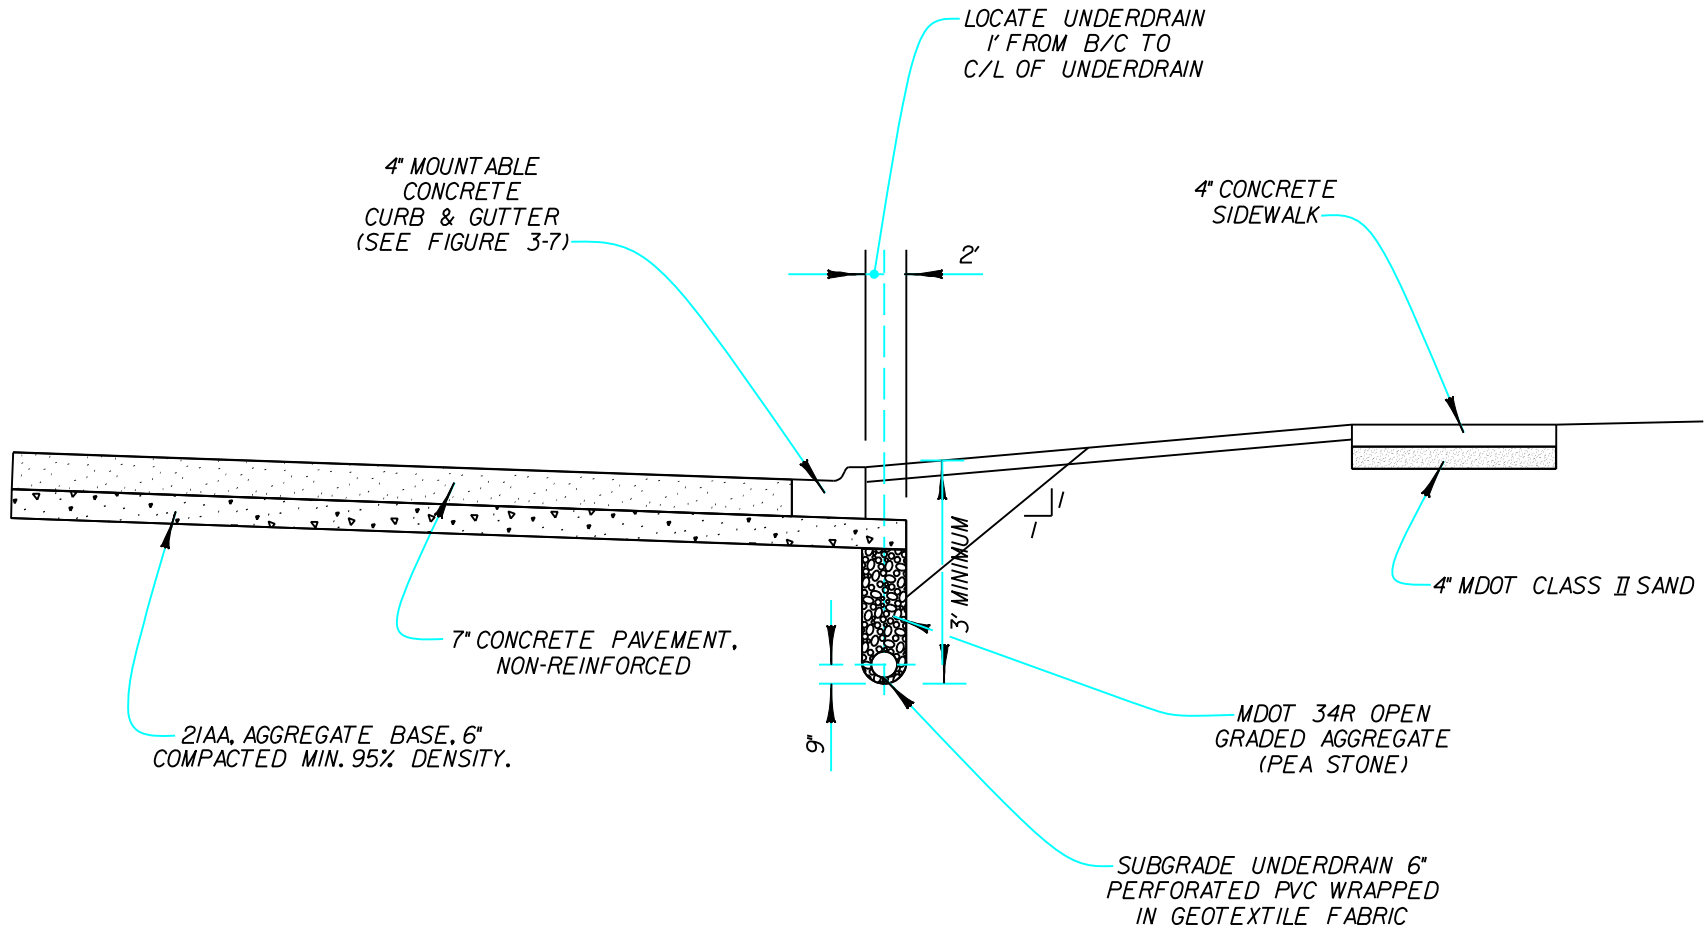 LOCATE UNDERDRAIN
1' FROM B/C TO
C/L OF UNDERDRAIN
4" MOUNTABLE
CONCRETE
CURB & GUTTER
(SEE FIGURE 3-7)
4" CONCRETE
SIDEWALK
2'
1
1
3' MINIMUM
4" MDOT CLASS II SAND
7" CONCRETE PAVEMENT,
NON-REINFORCED
21AA, AGGREGATE BASE, 6"
COMPACTED MIN. 95% DENSITY.
9"
MDOT 34R OPEN
GRADED AGGREGATE
(PEA STONE)
SUBGRADE UNDERDRAIN 6"
PERFORATED PVC WRAPPED
IN GEOTEXTILE FABRIC